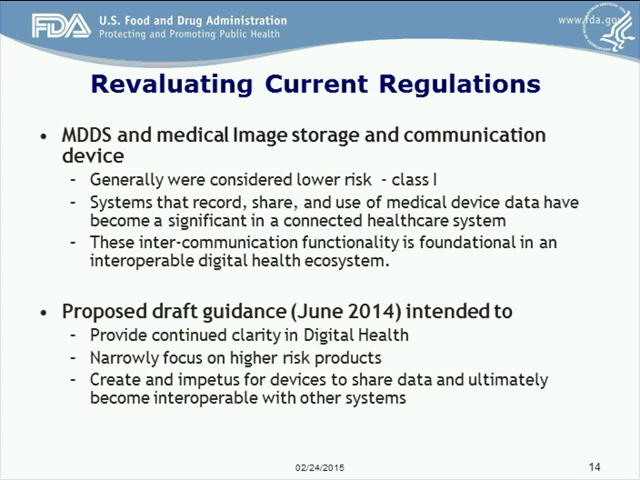 FDA U.S. Food and Drug Administration
Protecting and Promoting Public Health
www.fda.gov
Revaluating Current Regulations
• MDDS and medical Image storage and communication
device
– Generally were considered lower risk - class I
– Systems that record, share, and use of medical device data have
become a significant in a connected healthcare system
– These inter-communication functionality is foundational in an
interoperable digital health ecosystem.
• Proposed draft guidance (June 2014) intended to
– Provide continued clarity in Digital Health
– Narrowly focus on higher risk products
– Create and impetus for devices to share data and ultimately
become interoperable with other systems
02/24/2015
14